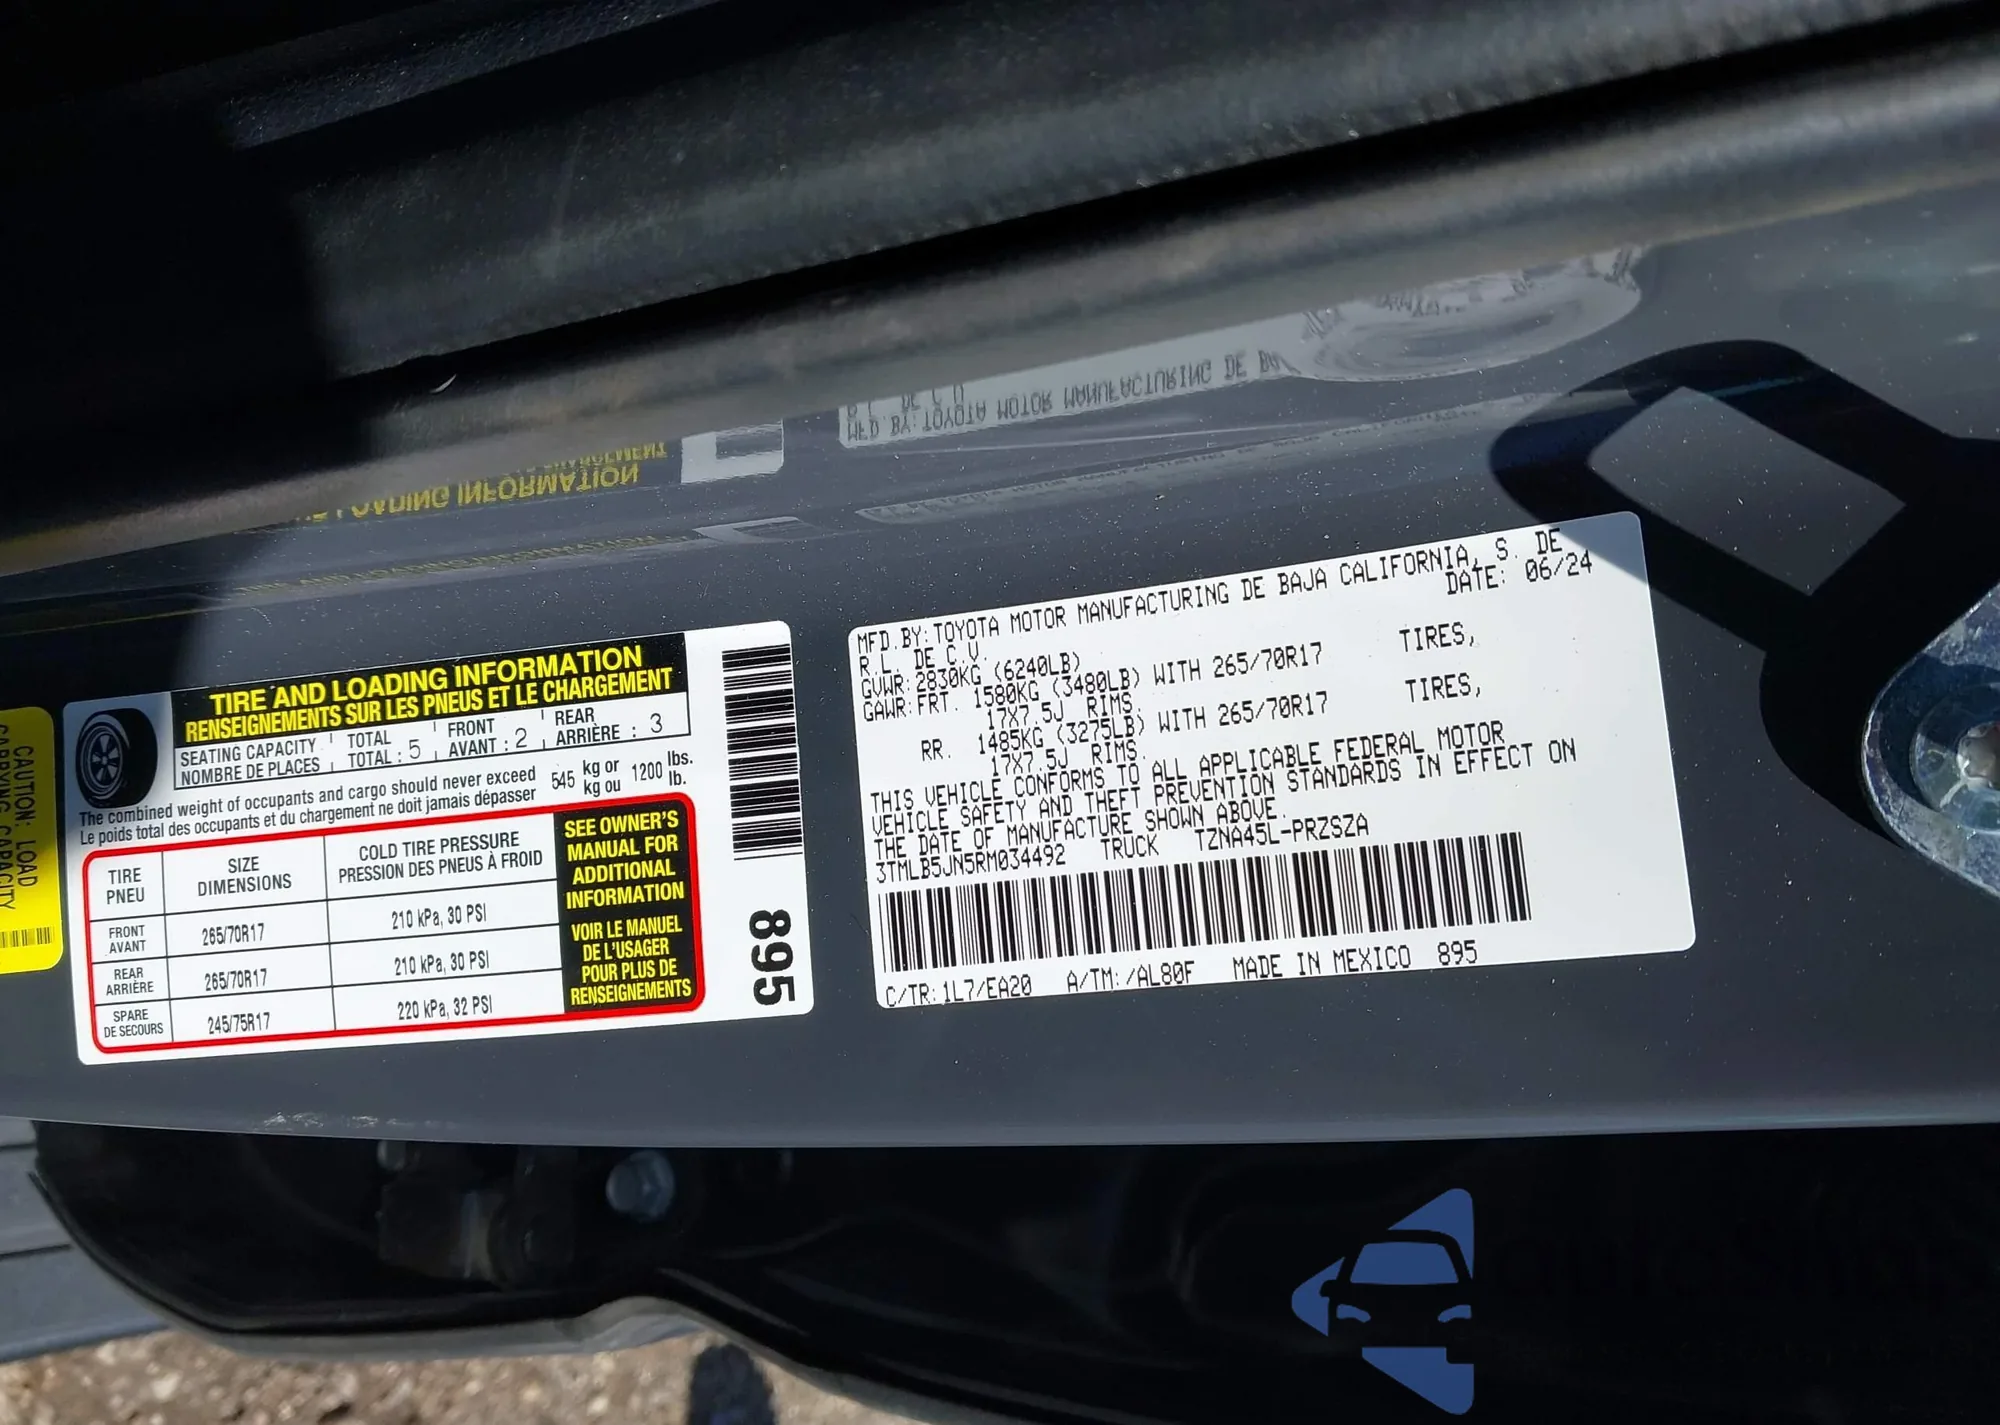 CAUTION: LOAD
CARRYING CAPACITY
TIRE AND LOADING INFORMATION
RENSEIGNEMENTS SUR LES PNEUS ET LE CHARGEMENT
SEATING CAPACITY TOTAL FRONT REAR
NOMBRE DE PLACES TOTAL : 5 AVANT : 2 ARRIÈRE : 3
The combined weight of occupants and cargo should never exceed 545 kg or 1200 lbs.
Le poids total des occupants et du chargement ne doit jamais dépasser kg ou lb.
TIRE SIZE COLD TIRE PRESSURE
PNEU DIMENSIONS PRESSION DES PNEUS À FROID
FRONT
AVANT 265/70R17 210 kPa, 30 PSI
REAR
ARRIÈRE 265/70R17 210 kPa, 30 PSI
SPARE
DE SECOURS 245/75R17 220 kPa, 32 PSI
SEE OWNER'S
MANUAL FOR
ADDITIONAL
INFORMATION
VOIR LE MANUEL
DE L'USAGER
POUR PLUS DE
RENSEIGNEMENTS
895
MFD.BY:TOYOTA MOTOR MANUFACTURING DE BAJA CALIFORNIA, S. DE
R.L. DE C.V. DATE: 06/24
GVWR:2830KG (6240LB)
GAWR:FRT. 1580KG (3480LB) WITH 265/70R17 TIRES,
17X7.5J RIMS.
RR. 1485KG (3275LB) WITH 265/70R17 TIRES,
17X7.5J RIMS.
THIS VEHICLE CONFORMS TO ALL APPLICABLE FEDERAL MOTOR
VEHICLE SAFETY AND THEFT PREVENTION STANDARDS IN EFFECT ON
THE DATE OF MANUFACTURE SHOWN ABOVE.
3TMLB5JN5RM034492 TRUCK TZNA45L-PRZSZA
C/TR:1L7/EA20 A/TM:/AL80F MADE IN MEXICO 895